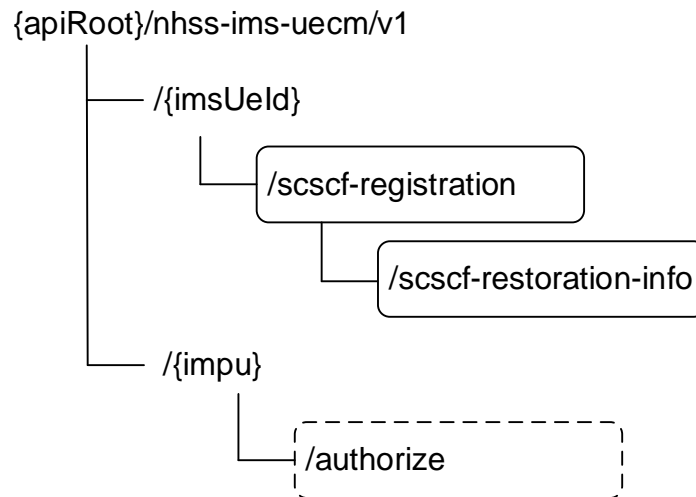 {apiRoot}/nhss-ims-uecm/v1
/{imsUeId}
/scscf-registration
/scscf-restoration-info
/{impu}
/authorize